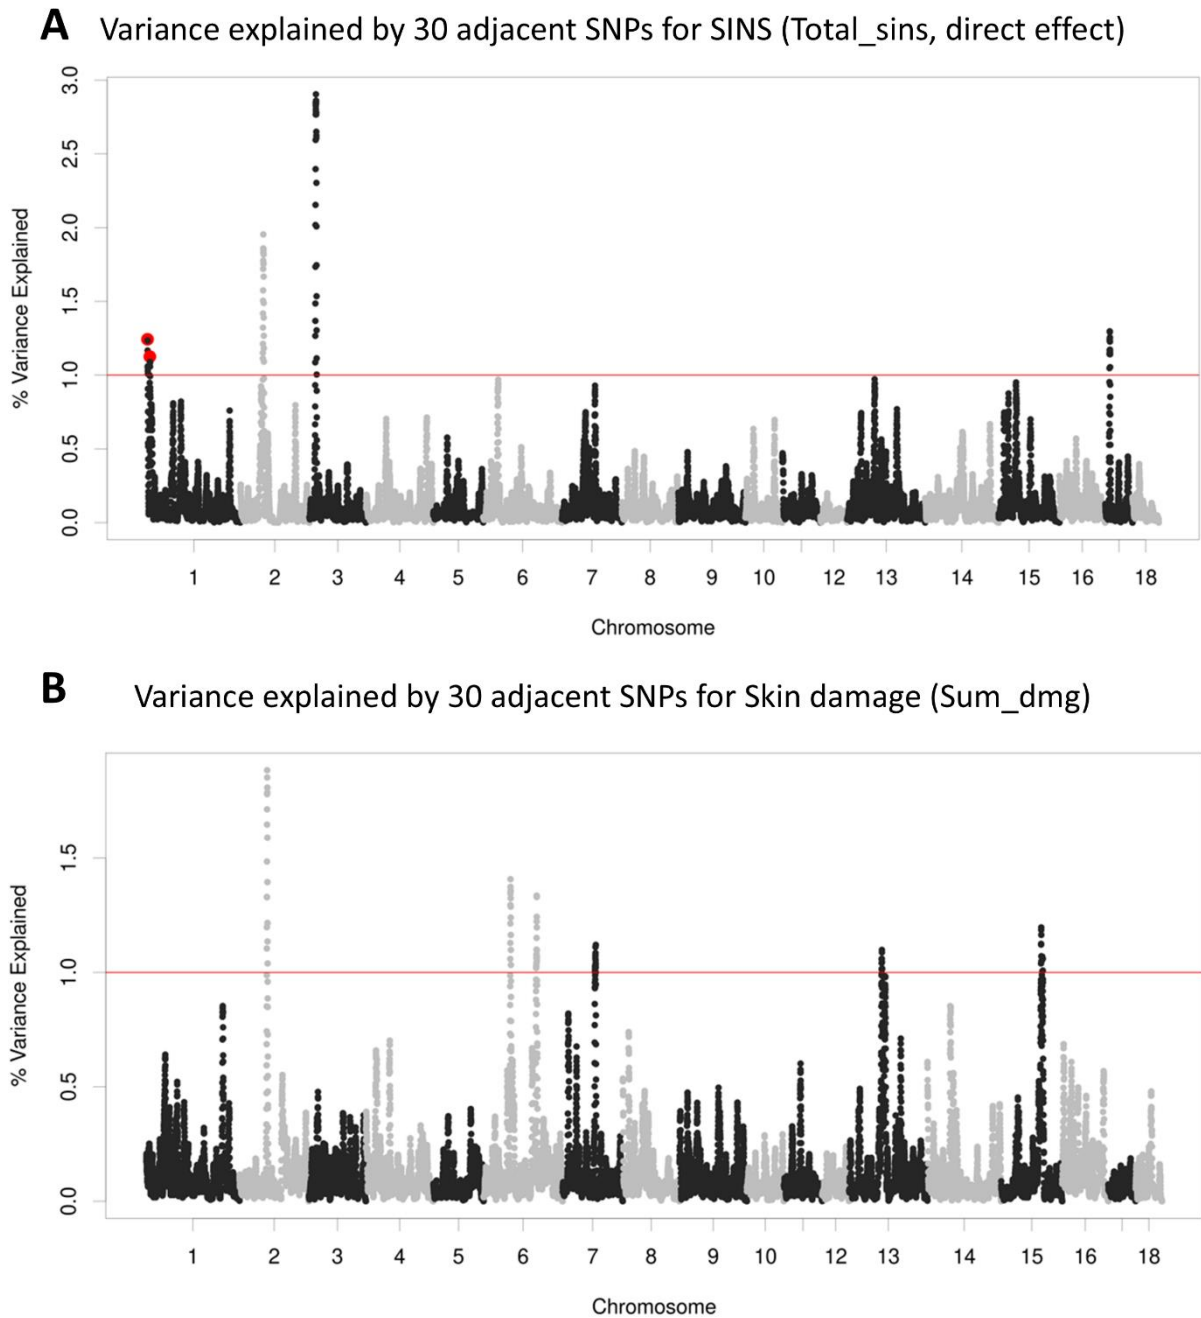 A Variance explained by 30 adjacent SNPs for SINS (Total_sins, direct effect)
% Variance Explained
3.0
2.5
2.0
1.5
1.0
0.5
0.0
1 2 3 4 5 6 7 8 9 10 12 13 14 15 16 18
Chromosome
B Variance explained by 30 adjacent SNPs for Skin damage (Sum_dmg)
% Variance Explained
1.5
1.0
0.5
0.0
1 2 3 4 5 6 7 8 9 10 12 13 14 15 16 18
Chromosome